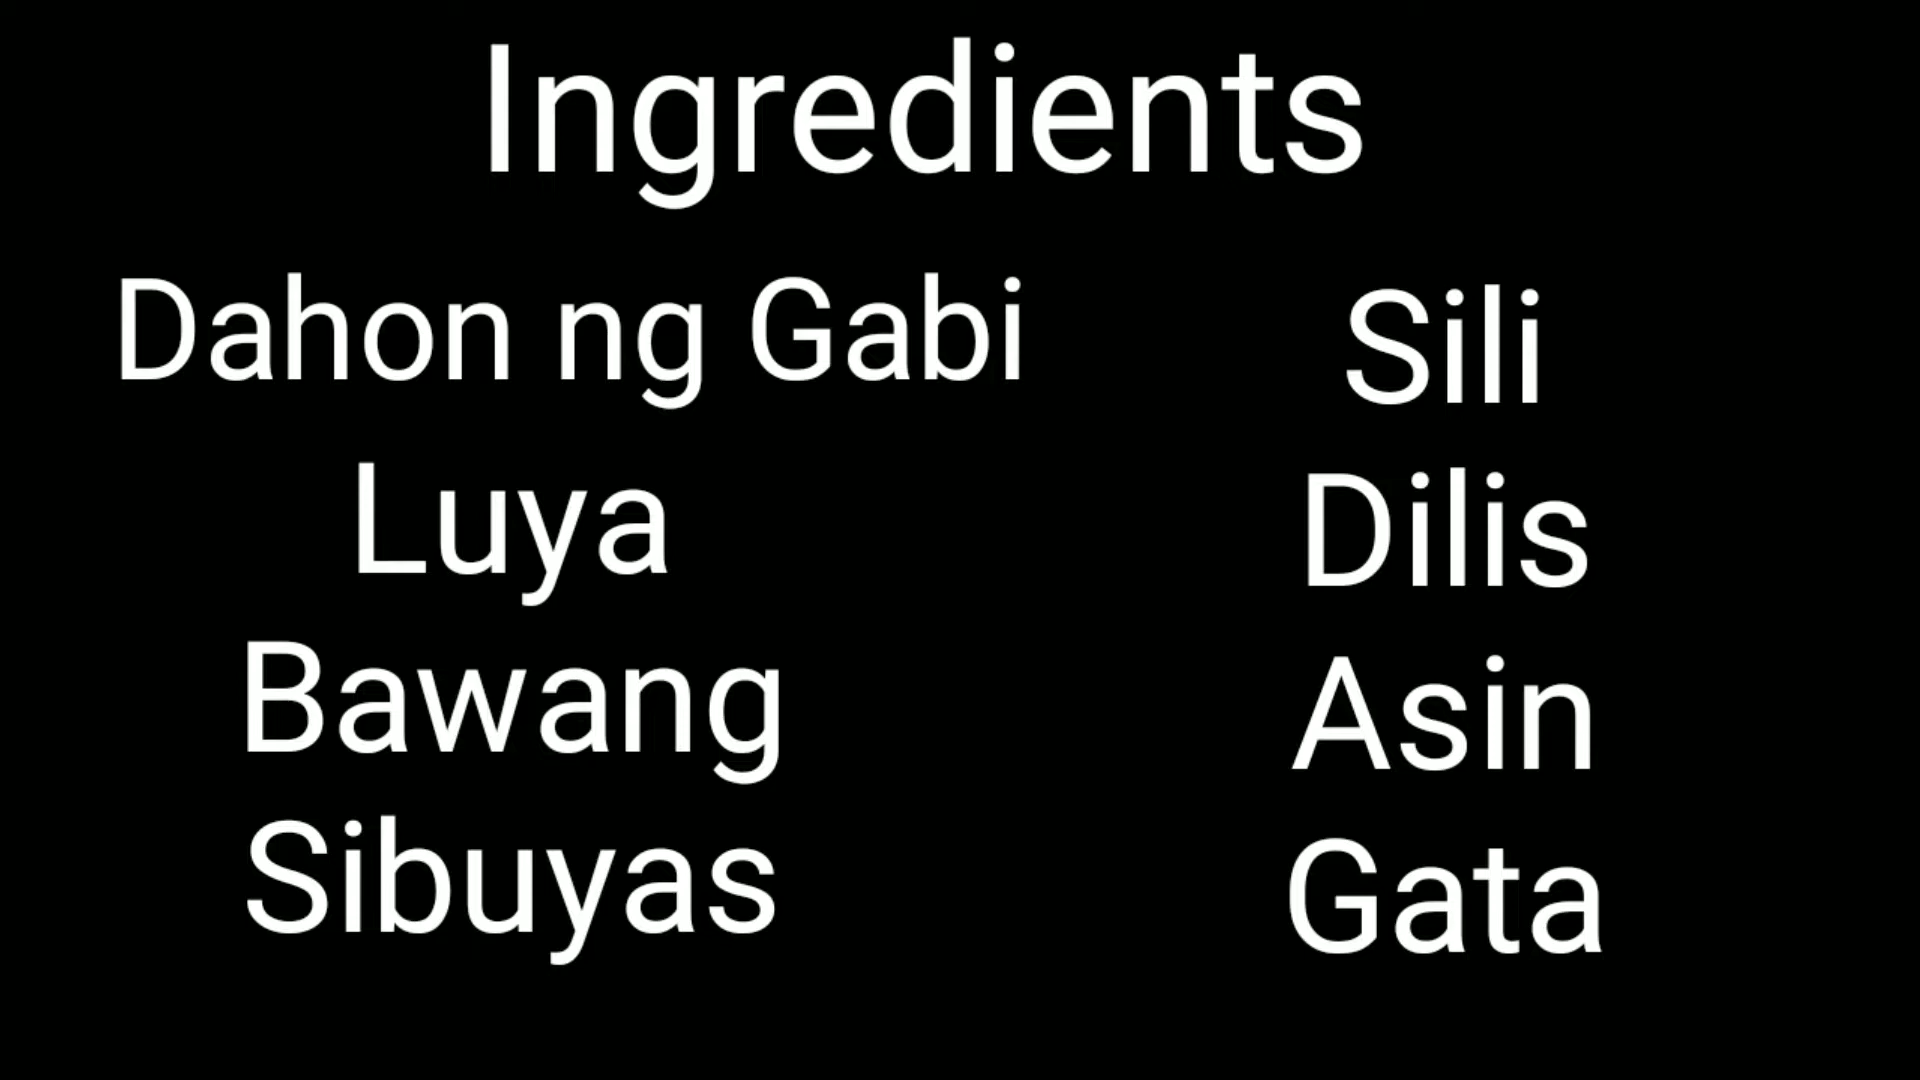 Ingredients
Dahon ng Gabi
Luya
Bawang
Sibuyas
Sili
Dilis
Asin
Gata